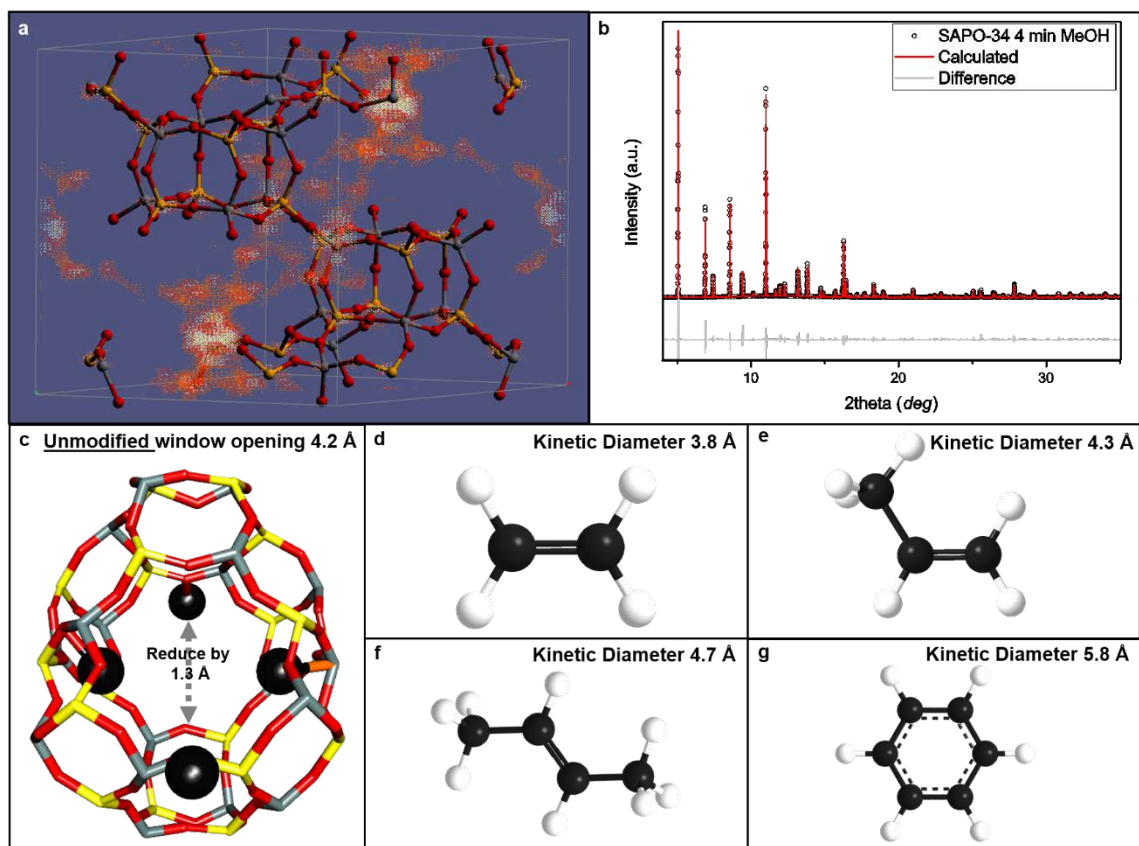 a
b
SAPO-34 4 min MeOH
Calculated
Difference
Intensity (a.u.)
10
20
30
2theta (deg)
c Unmodified window opening 4.2 Å
Reduce by
1.3 Å
d Kinetic Diameter 3.8 Å
e Kinetic Diameter 4.3 Å
f Kinetic Diameter 4.7 Å
g Kinetic Diameter 5.8 Å